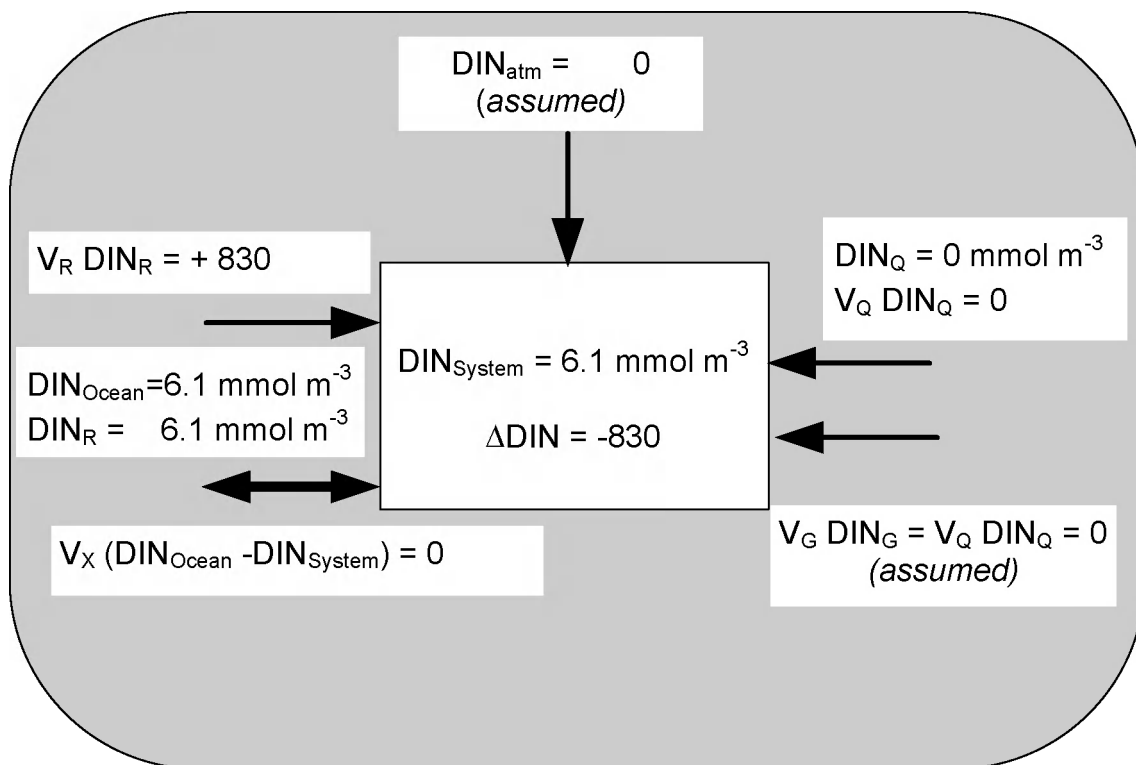 DINatm = 0
(assumed)
VR DINR = + 830
DINOcean=6.1 mmol m-3
DINR = 6.1 mmol m-3
VX (DINOcean -DINSystem) = 0
DINSystem = 6.1 mmol m-3
ΔDIN = -830
DINQ = 0 mmol m-3
VQ DINQ = 0
VG DING = VQ DINQ = 0
(assumed)